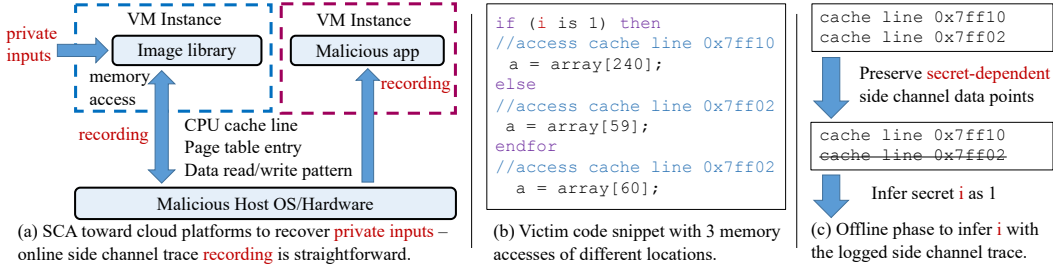 VM Instance
VM Instance
private
inputs
Image library
Malicious app
memory
access
recording
recording
CPU cache line
Page table entry
Data read/write pattern
Malicious Host OS/Hardware
(a) SCA toward cloud platforms to recover private inputs –
online side channel trace recording is straightforward.
if (i is 1) then
//access cache line 0x7ff10
a = array[240];
else
//access cache line 0x7ff02
a = array[59];
endfor
//access cache line 0x7ff02
a = array[60];
(b) Victim code snippet with 3 memory
accesses of different locations.
cache line 0x7ff10
cache line 0x7ff02
Preserve secret-dependent
side channel data points
cache line 0x7ff10
cache line 0x7ff02
Infer secret i as 1
(c) Offline phase to infer i with
the logged side channel trace.